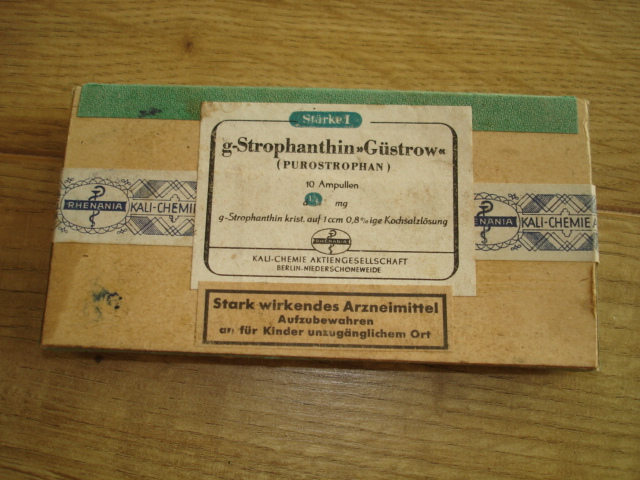 Stärke I
g-Strophanthin »Güstrow«
(PUROSTROPHAN)
10 Ampullen
mg
g-Strophanthin krist. auf 1 ccm 0,8%ige Kochsalzlösung
RHENANIA
KALI-CHEMIE AKTIENGESELLSCHAFT
BERLIN-NIEDERSCHÖNEWEIDE
RHENANIA KALI-CHEMI
NANIA KALI-CHEMIE A
Stark wirkendes Arzneimittel
Aufzubewahren
an für Kinder unzugänglichem Ort